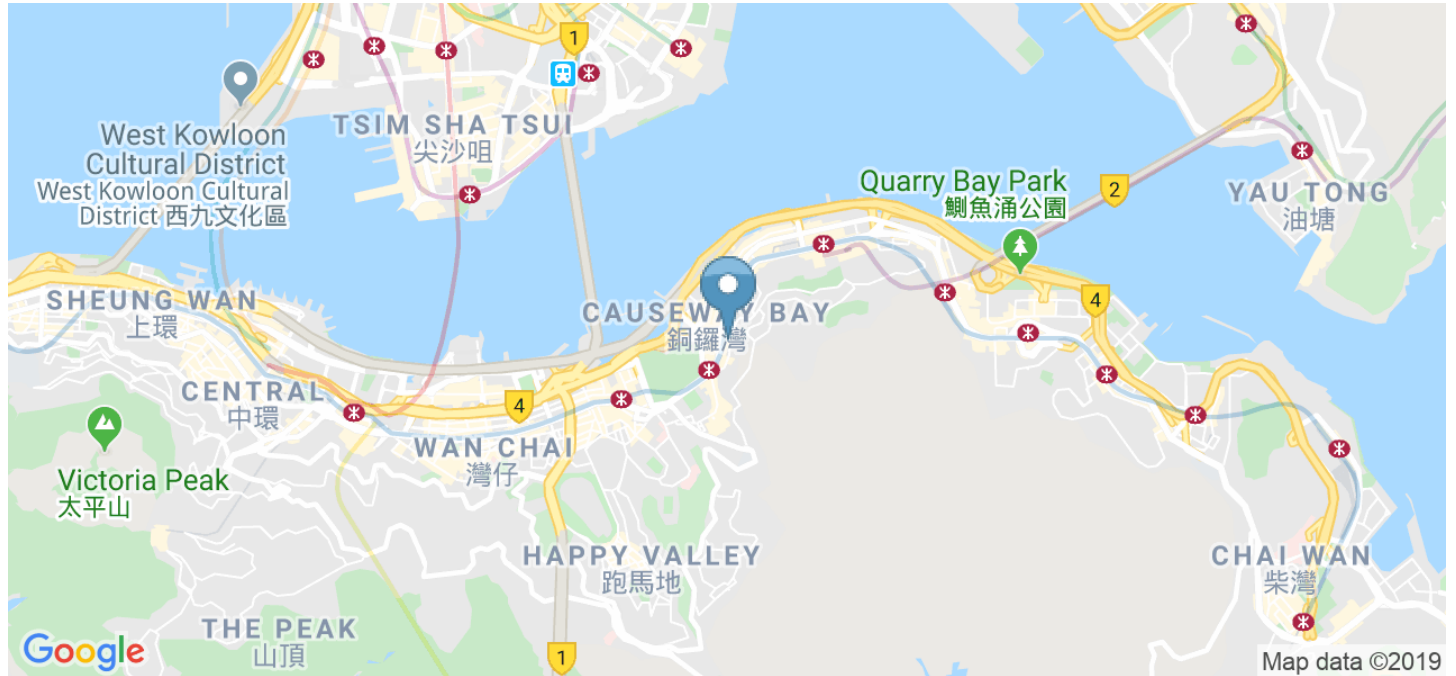 1
West Kowloon
Cultural District
West Kowloon Cultural
District 西九文化區
TSIM SHA TSUI
尖沙咀
Quarry Bay Park
鰂魚涌公園
2
YAU TONG
油塘
SHEUNG WAN
上環
CAUSEWAY BAY
銅鑼灣
4
CENTRAL
中環
4
WAN CHAI
灣仔
Victoria Peak
太平山
HAPPY VALLEY
跑馬地
CHAI WAN
柴灣
THE PEAK
山頂
1
Google
Map data ©2019